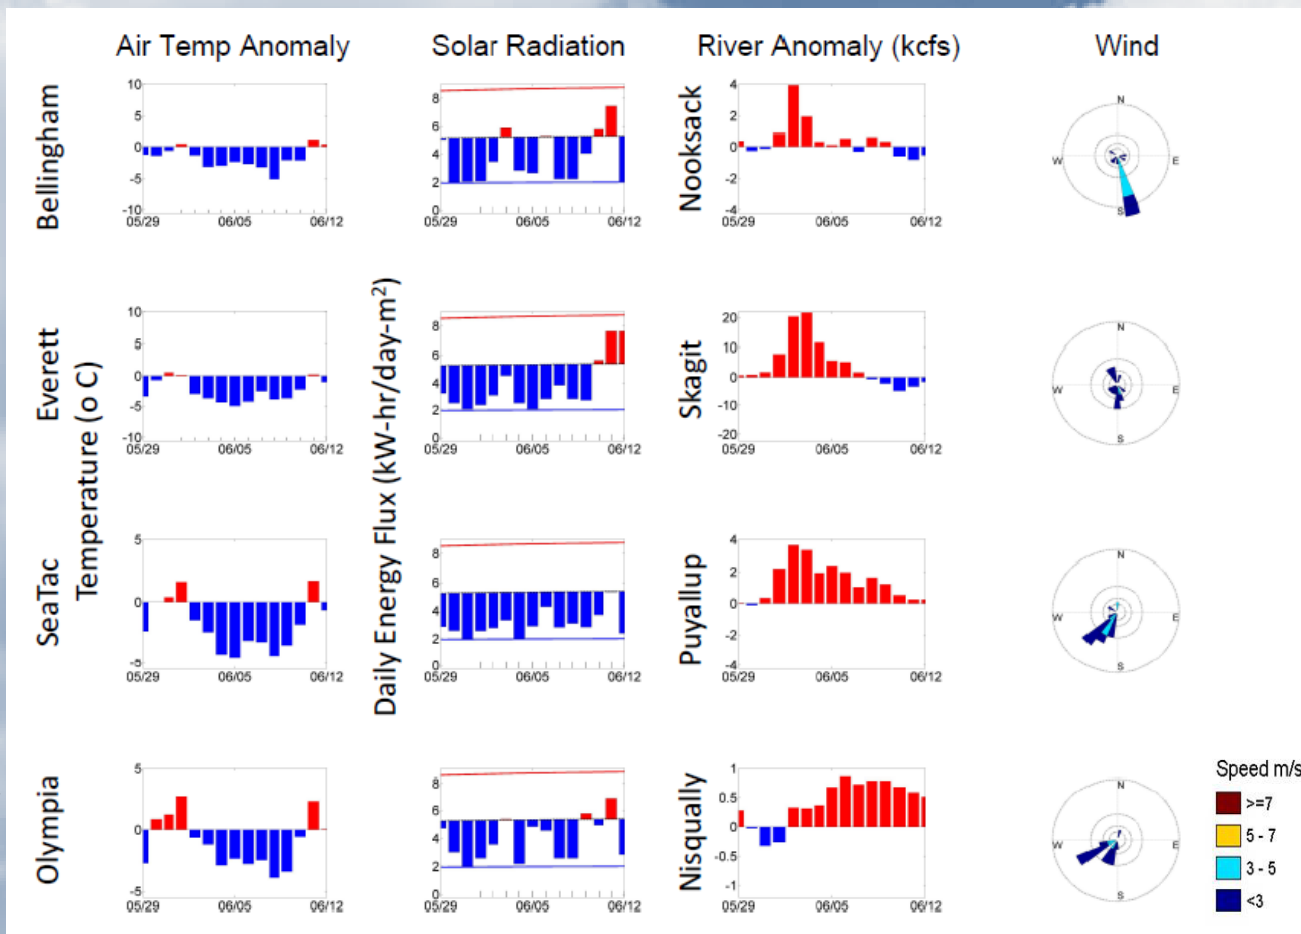 Air Temp Anomaly Solar Radiation River Anomaly (kcfs) Wind
Bellingham
10
5
0
-5
-10
05/29 06/05 06/12
8
6
4
2
0
05/29 06/05 06/12
Nooksack
4
2
0
-2
-4
05/29 06/05 06/12
N
W E
S
Temperature (o C)
Daily Energy Flux (kW-hr/day-m²)
Everett
10
5
0
-5
-10
05/29 06/05 06/12
8
6
4
2
0
05/29 06/05 06/12
Skagit
20
10
0
-10
-20
05/29 06/05 06/12
N
W E
S
SeaTac
5
0
-5
05/29 06/05 06/12
8
6
4
2
0
05/29 06/05 06/12
Puyallup
4
2
0
-2
-4
05/29 06/05 06/12
N
W E
S
Olympia
5
0
-5
05/29 06/05 06/12
8
6
4
2
0
05/29 06/05 06/12
Nisqually
1
0.5
0
-0.5
-1
05/29 06/05 06/12
N
W E
S
Speed m/s
>=7
5 - 7
3 - 5
<3